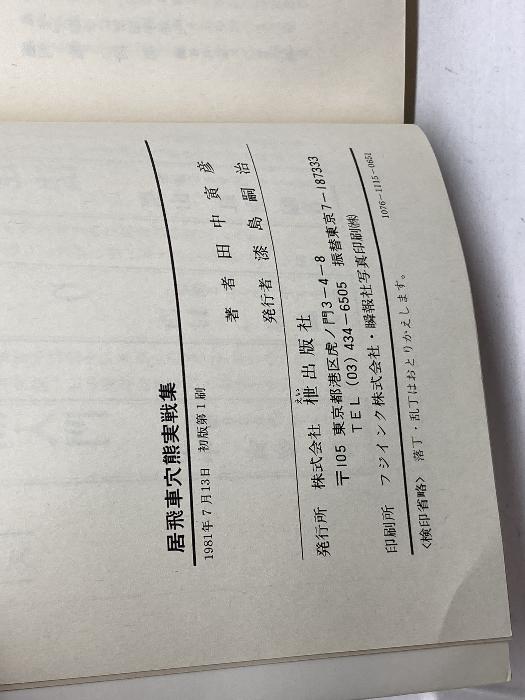 居飛車穴熊実戦集
1981年7月13日 初版第1刷
著者 田中寅彦
発行者 漆島嗣治
発行所 株式会社 枻出版社
えい
〒105 東京都港区虎ノ門3-4-8
TEL (03) 434-6505 振替東京7-187333
印刷所 フジインク株式会社・瞬報社写真印刷㈱
1076-1115-0651
〈検印省略〉 落丁・乱丁はおとりかえします。